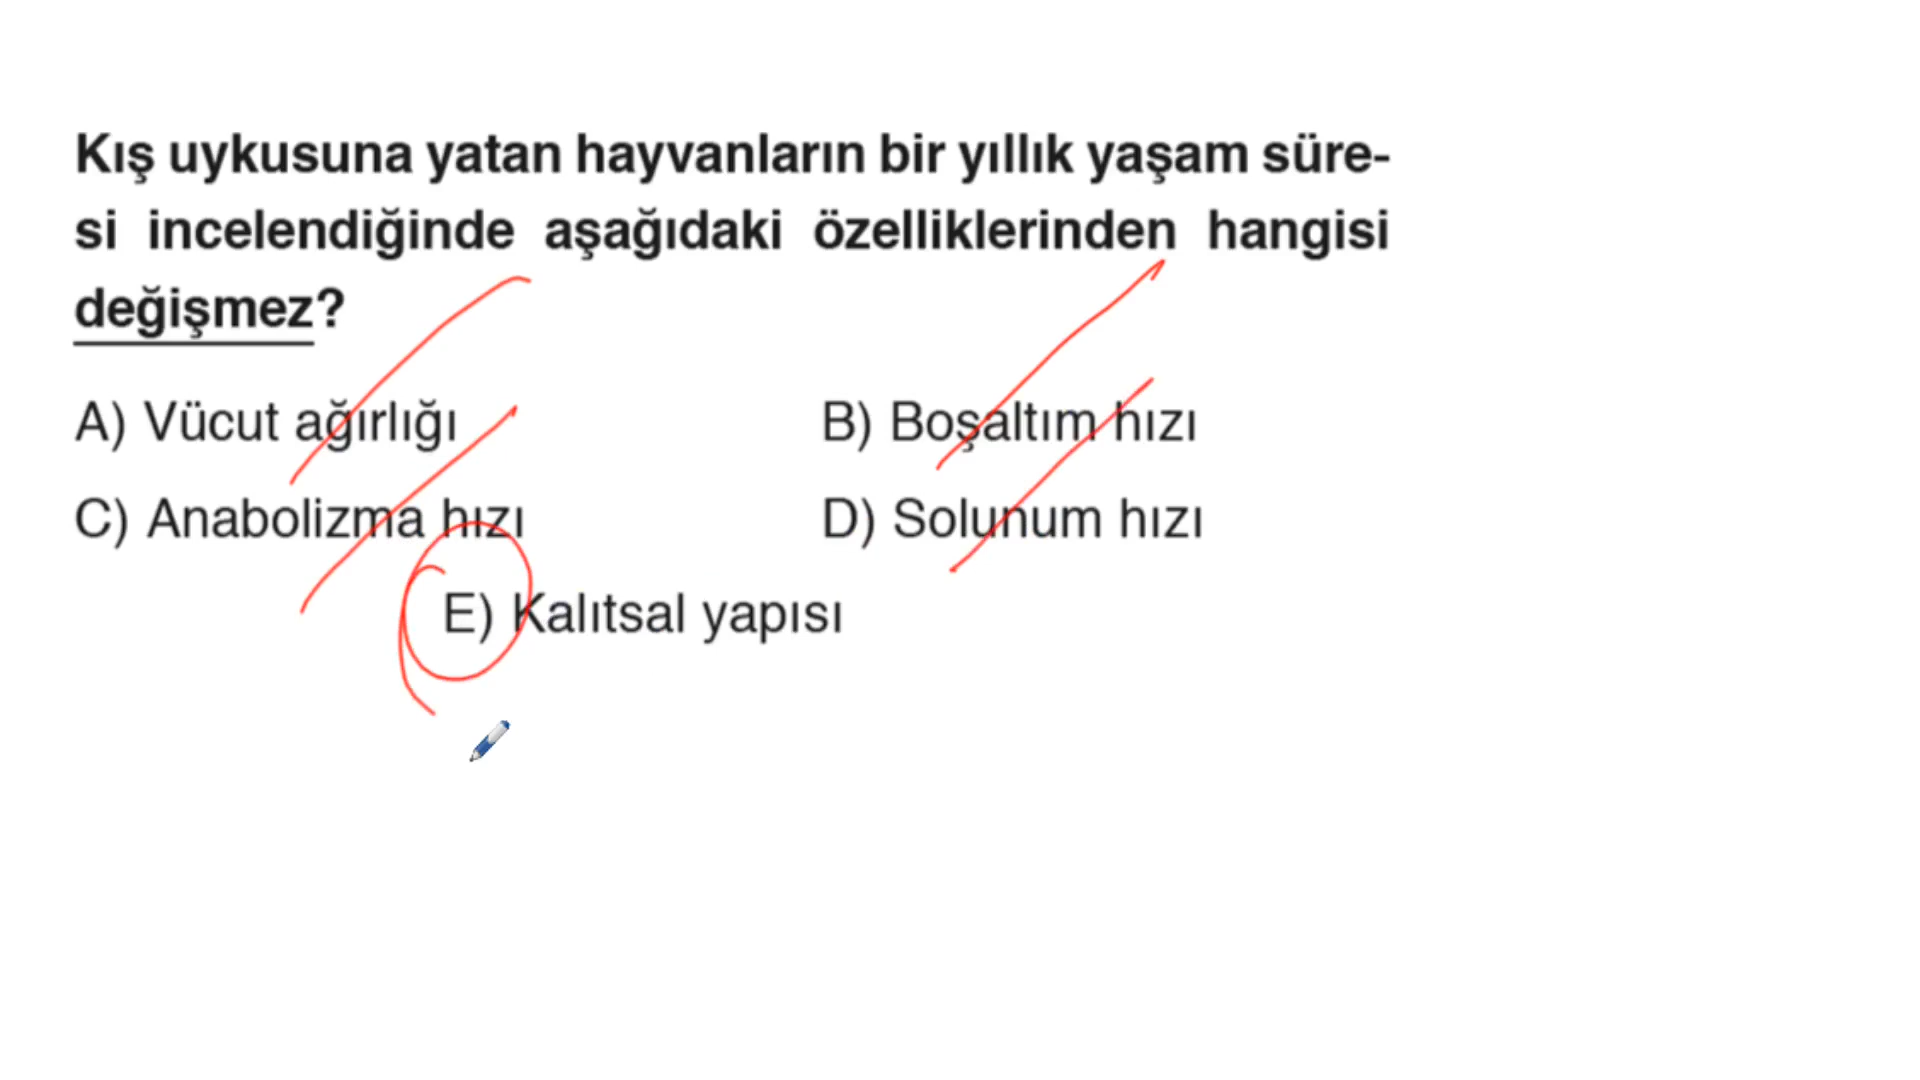 Kış uykusuna yatan hayvanların bir yıllık yaşam süre-
si incelendiğinde aşağıdaki özelliklerinden hangisi
değişmez?
A) Vücut ağırlığı B) Boşaltım hızı
C) Anabolizma hızı D) Solunum hızı
E) Kalıtsal yapısı